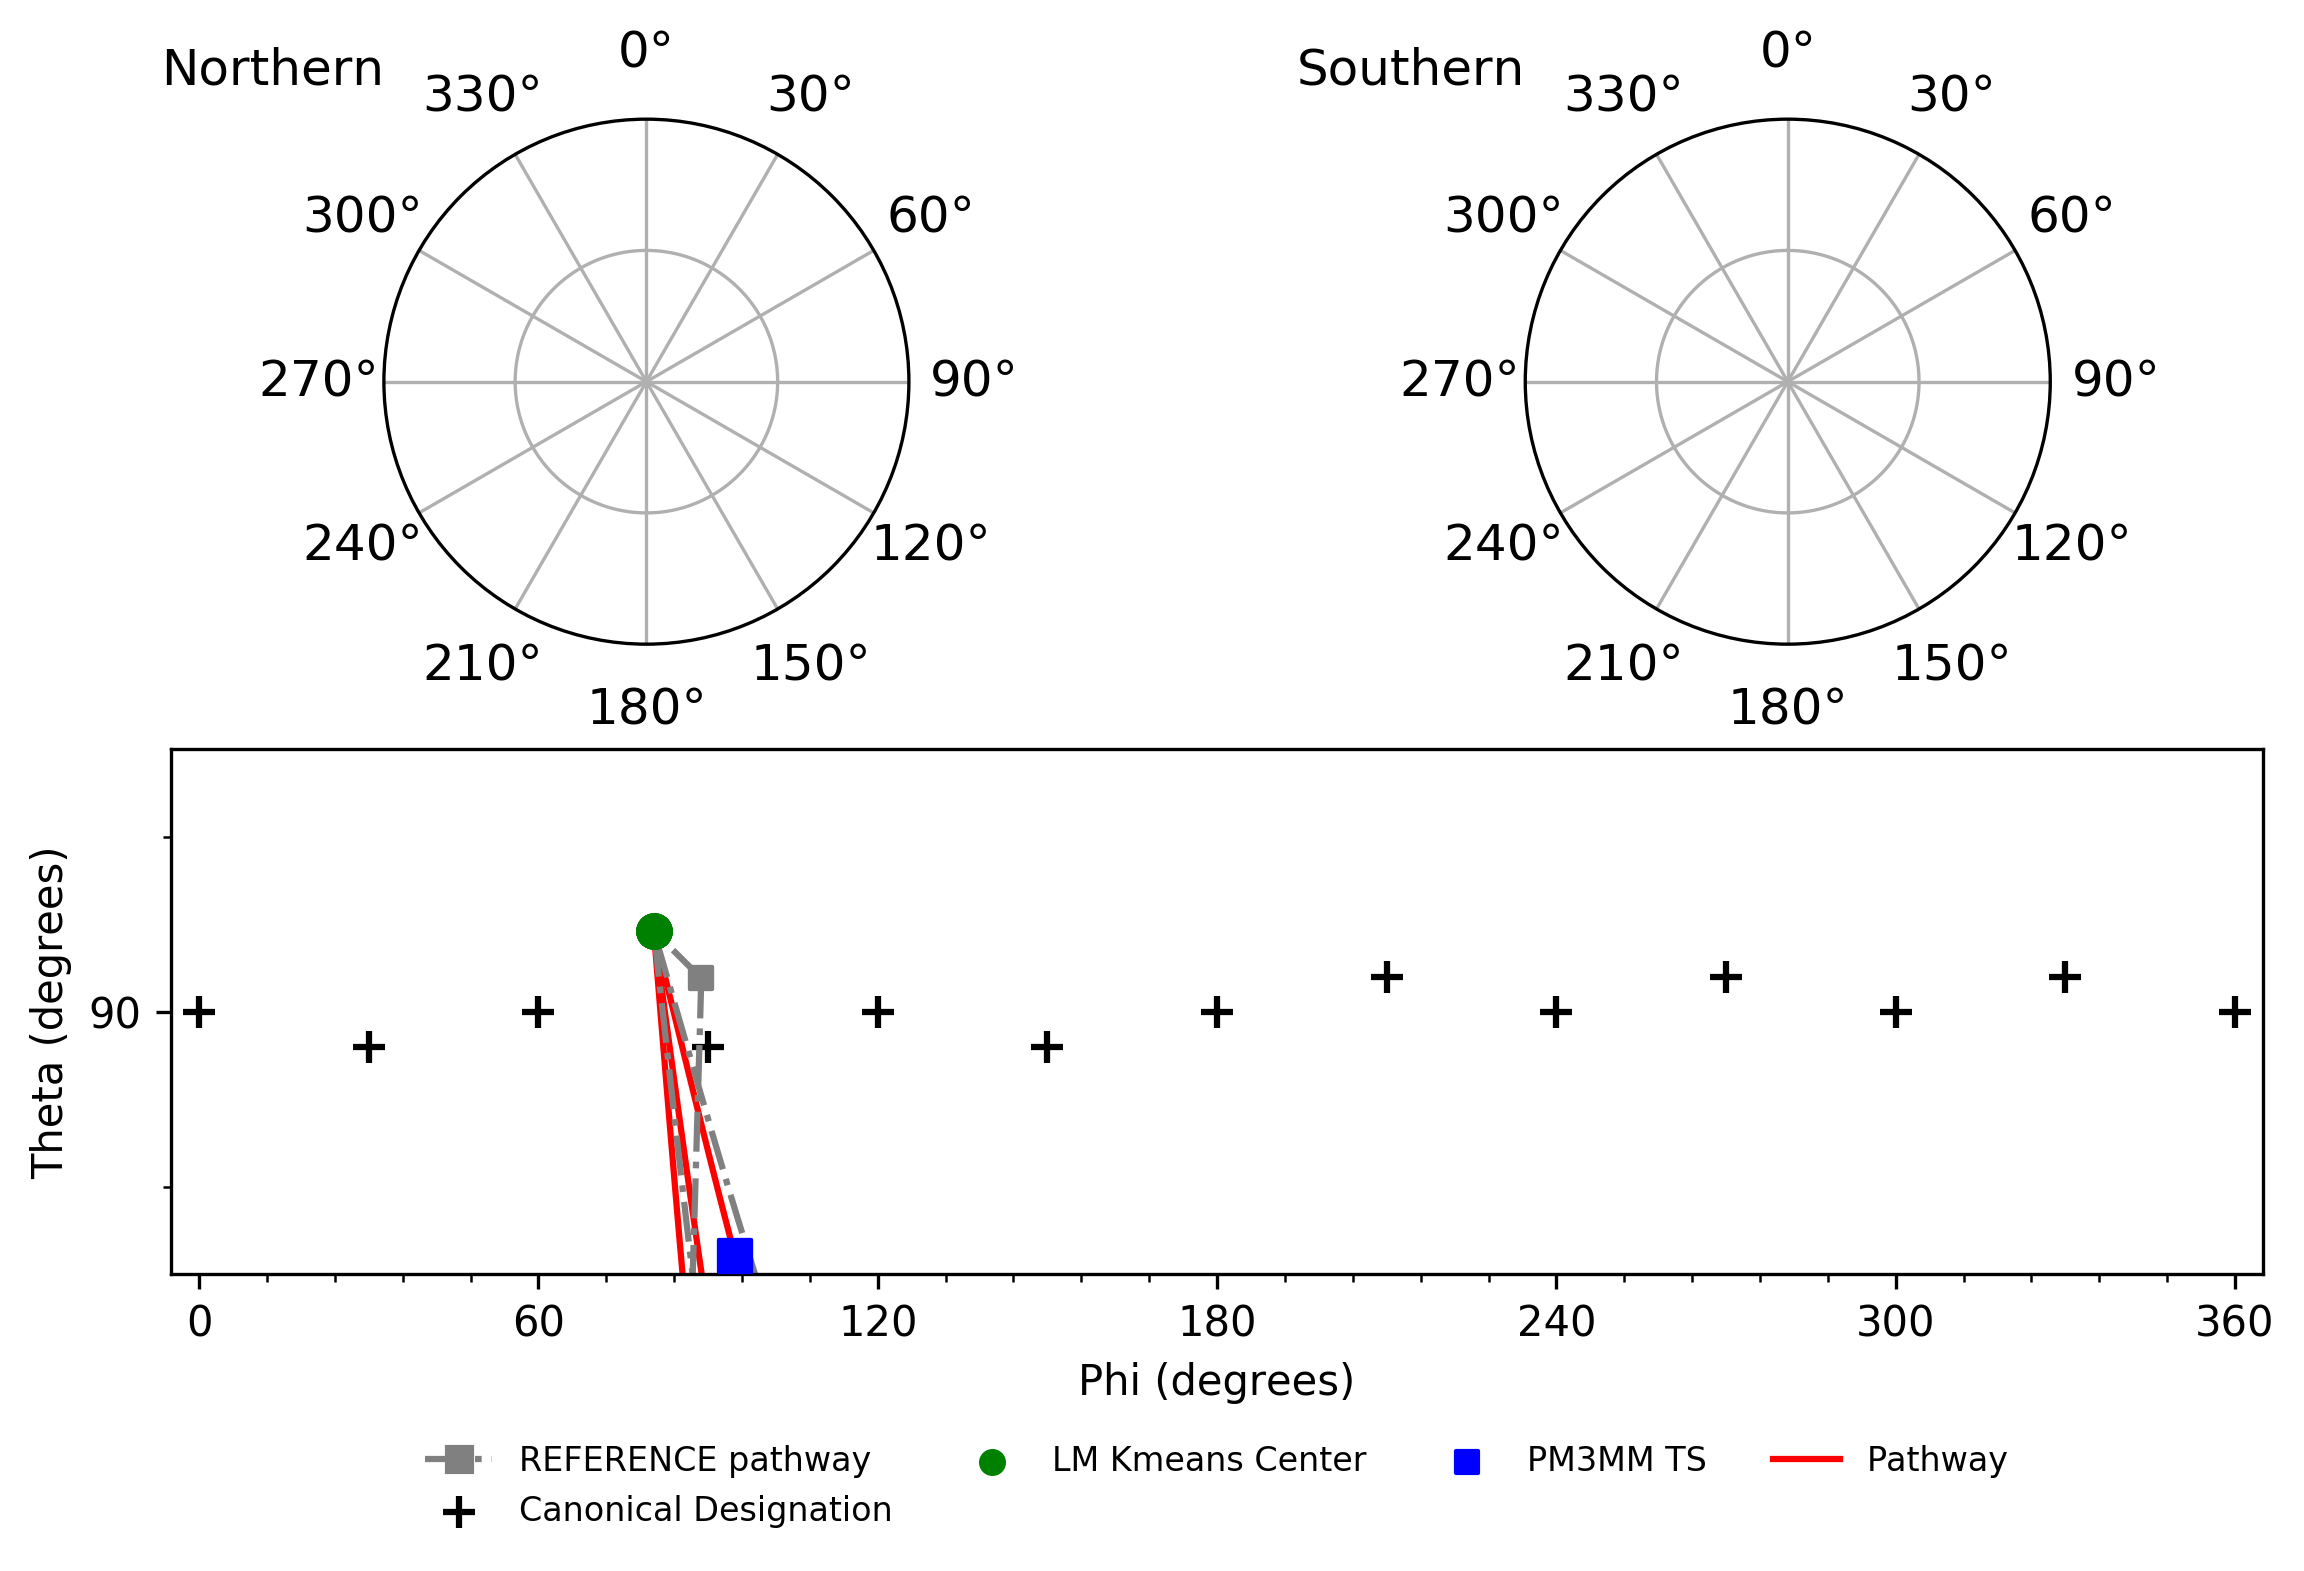 Northern
0°
30°
60°
90°
120°
150°
180°
210°
240°
270°
300°
330°
Southern
0°
30°
60°
90°
120°
150°
180°
210°
240°
270°
300°
330°
Theta (degrees)
90
0 60 120 180 240 300 360
Phi (degrees)
REFERENCE pathway
Canonical Designation
LM Kmeans Center
PM3MM TS
Pathway